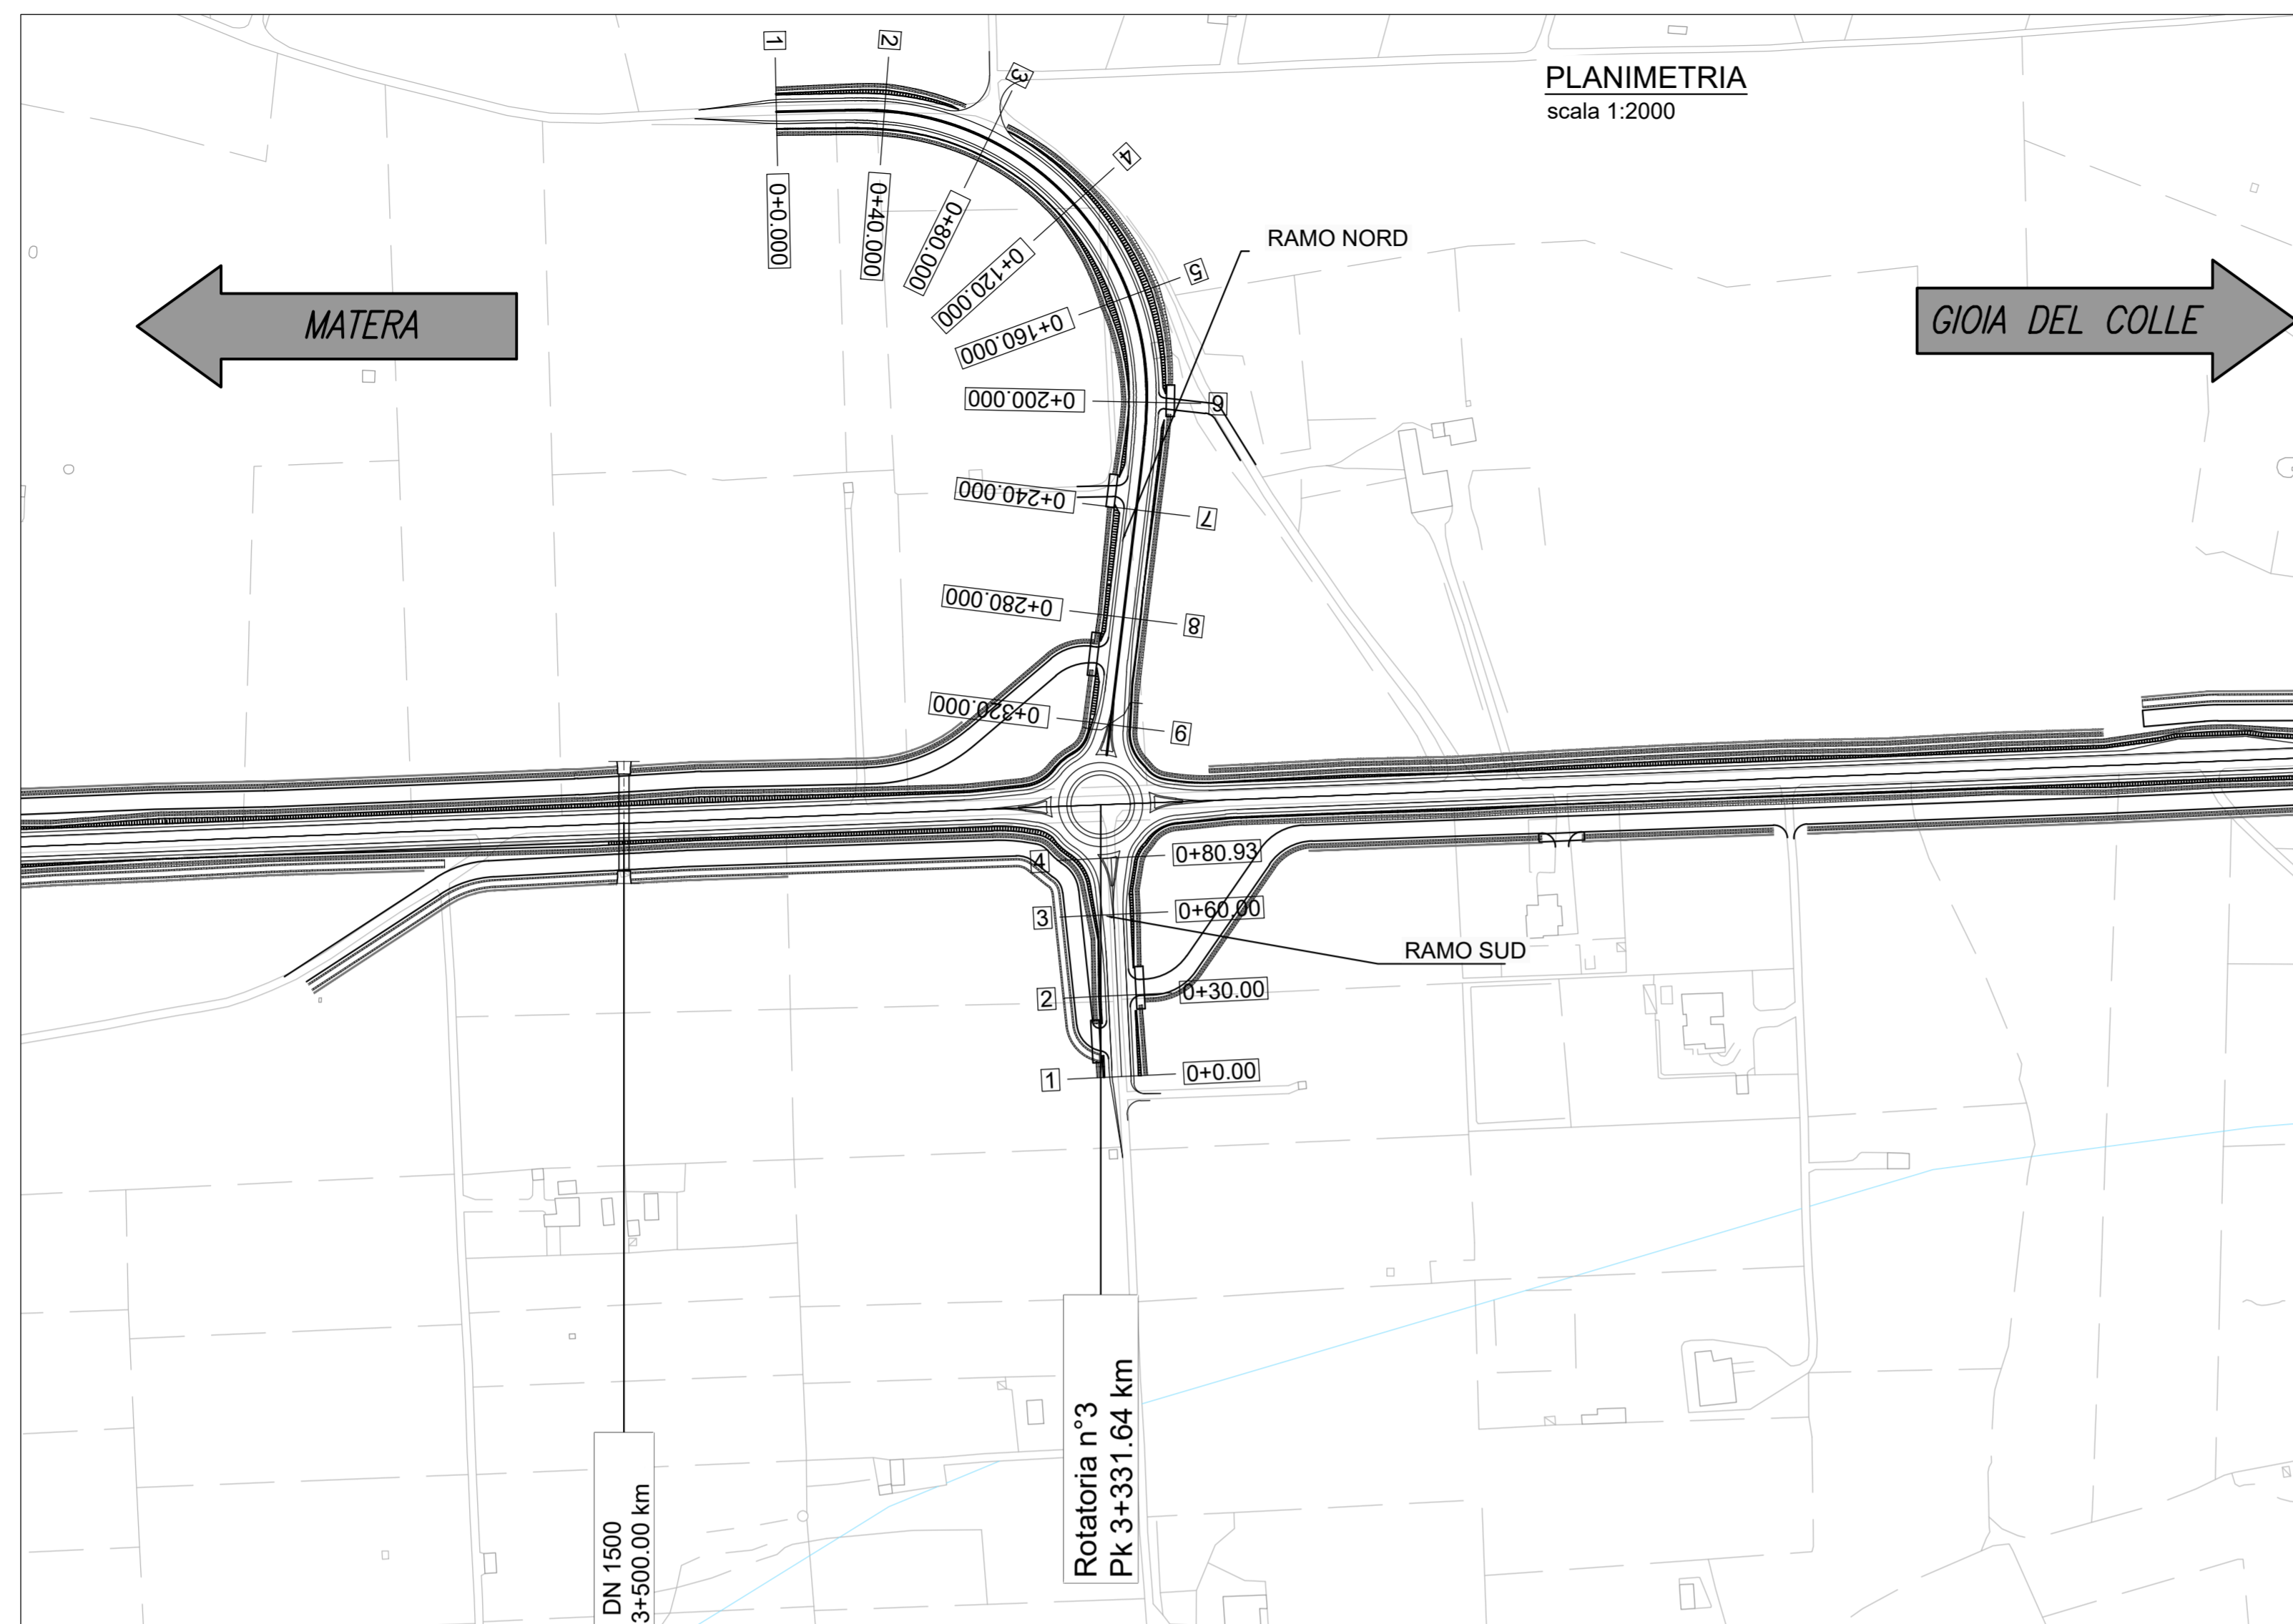 PLANIMETRIA
scala 1:2000
MATERA
GIOIA DEL COLLE
RAMO NORD
1
2
3
4
5
6
7
8
9
0+0.000
0+40.000
0+80.000
0+120.000
0+160.000
0+200.000
0+240.000
0+280.000
0+320.000
4
0+80.93
3
0+60.00
RAMO SUD
2
0+30.00
1
0+0.00
Rotatoria n°3
Pk 3+331.64 km
DN 1500
3+500.00 km